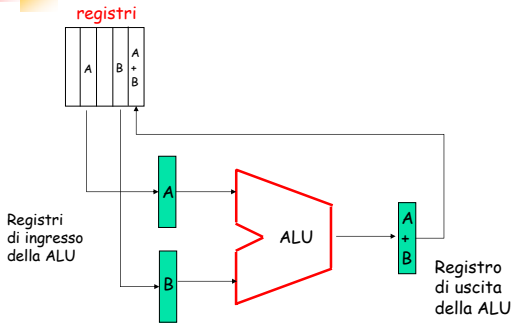 registri
A
B
A
+
B
A
Registri
di ingresso
della ALU
B
ALU
A
+
B
Registro
di uscita
della ALU